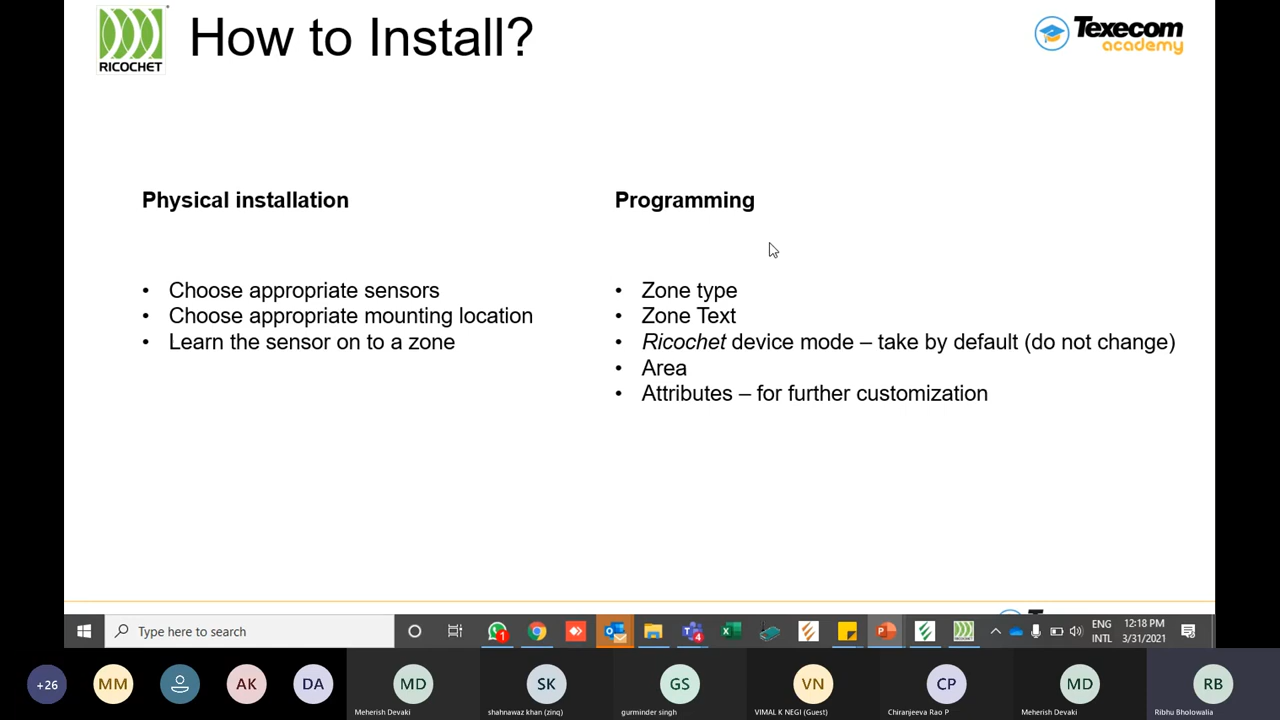 RICOCHET
How to Install?
Texecom
academy
Physical installation
• Choose appropriate sensors
• Choose appropriate mounting location
• Learn the sensor on to a zone
Programming
• Zone type
• Zone Text
• Ricochet device mode – take by default (do not change)
• Area
• Attributes – for further customization
Type here to search
1
4
ENG
INTL
12:18 PM
3/31/2021
+26
MM
AK
DA
MD
Meherish Devaki
SK
shahnawaz khan (zinq)
GS
gurminder singh
VN
VIMAL K NEGI (Guest)
CP
Chiranjeeva Rao P
MD
Meherish Devaki
RB
Ribhu Bholowalia